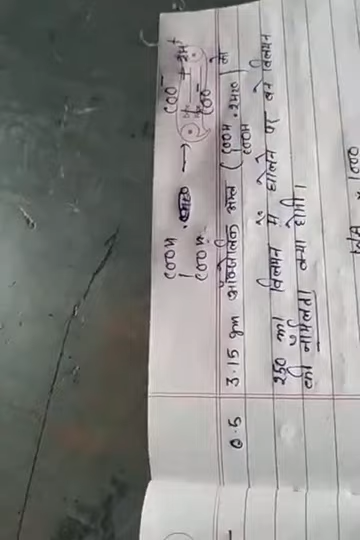 COOH COO⁻
| ⟶ | + 2H⁺
COOH COO⁻
Q.5 3.15 gm ऑक्जेलिक अम्ल (COOH . 2H2O) को
COOH
250 का विलयन में घोलने पर बने विलयन
की नॉर्मलता क्या होगी।
x 1000